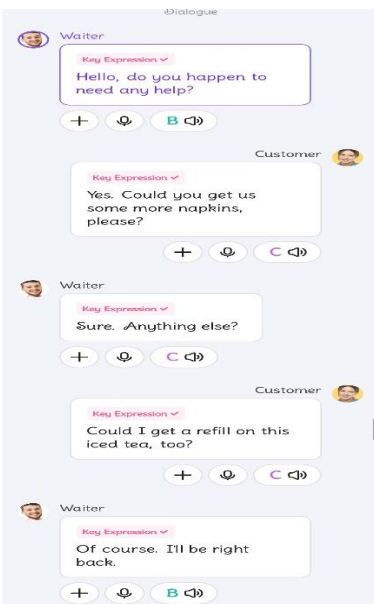 Dialogue
Waiter
Key Expression
Hello, do you happen to
need any help?
B
Customer
Key Expression
Yes. Could you get us
some more napkins,
please?
C
Waiter
Key Expression
Sure. Anything else?
C
Customer
Key Expression
Could I get a refill on this
iced tea, too?
C
Waiter
Key Expression
Of course. I'll be right
back.
B